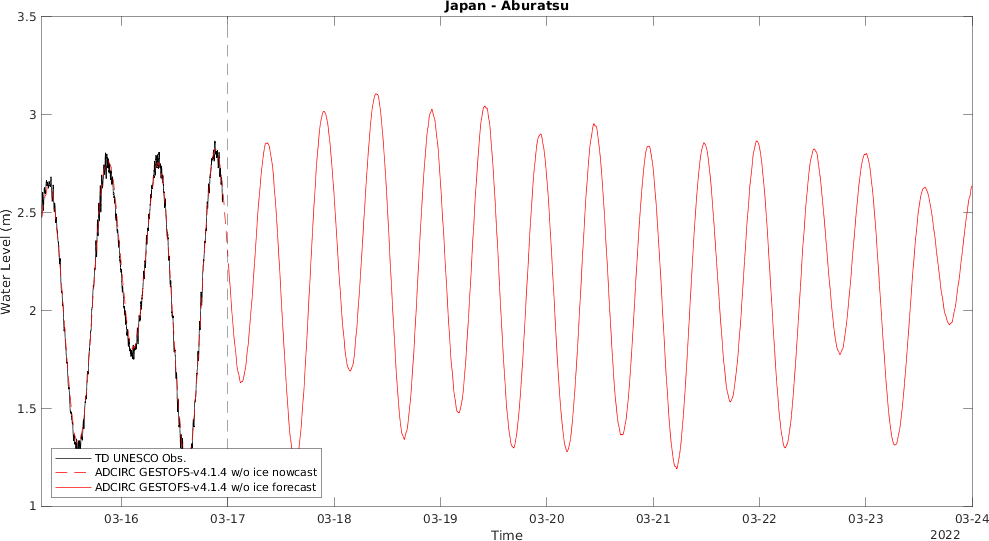 Japan - Aburatsu
3.5
3
2.5
2
1.5
1
Water Level (m)
TD UNESCO Obs.
ADCIRC GESTOFS-v4.1.4 w/o ice nowcast
ADCIRC GESTOFS-v4.1.4 w/o ice forecast
03-16 03-17 03-18 03-19 03-20 03-21 03-22 03-23 03-24
Time
2022